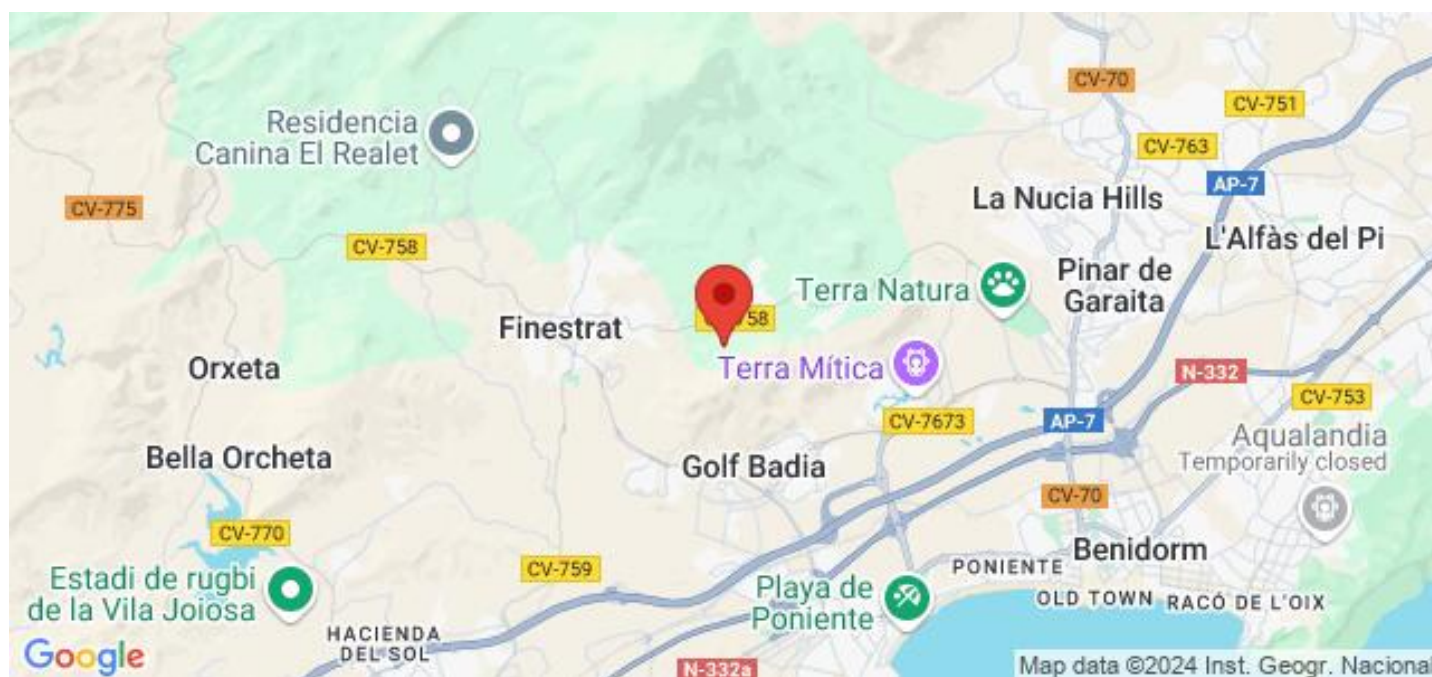 CV-70
CV-751
Residencia
Canina El Realet
CV-763
AP-7
La Nucia Hills
CV-775
CV-758
L'Alfàs del Pi
Pinar de
Garaita
Terra Natura
Finestrat
58
Terra Mítica
Orxeta
N-332
CV-753
CV-7673
AP-7
Aqualandia
Temporarily closed
Bella Orcheta
Golf Badia
CV-70
CV-770
Benidorm
PONIENTE
CV-759
Estadi de rugbi
de la Vila Joiosa
Playa de
Poniente
OLD TOWN
RACÓ DE L'OIX
HACIENDA
DEL SOL
Google
N-332a
Map data ©2024 Inst. Geogr. Nacional